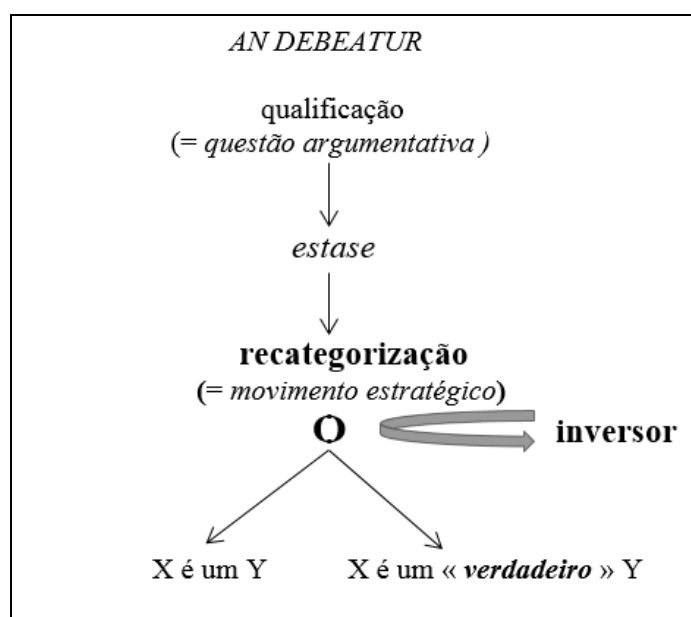 AN DEBEATUR
qualificação
(= questão argumentativa )
estase
recategorização
(= movimento estratégico)
O
inversor
X é um Y
X é um « verdadeiro » Y